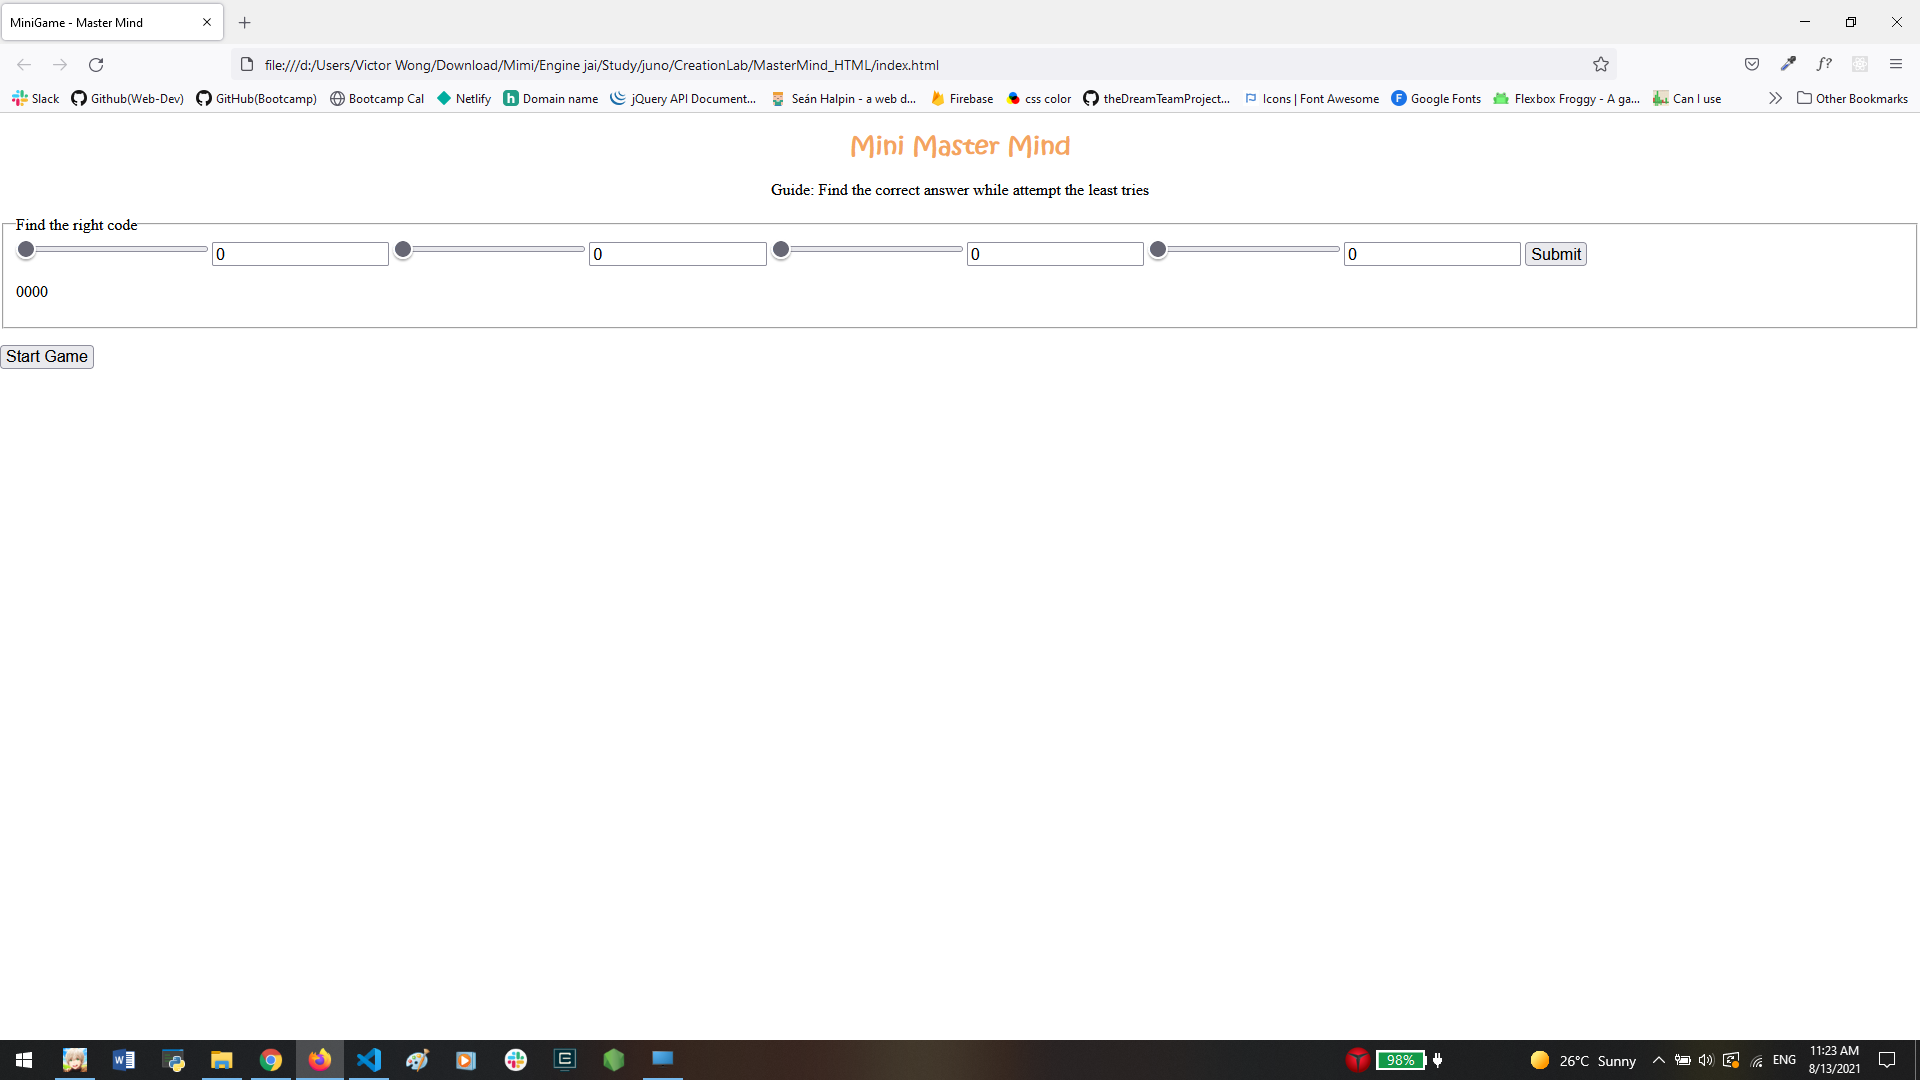 MiniGame - Master Mind
file:///d:/Users/Victor Wong/Download/Mimi/Engine jai/Study/juno/CreationLab/MasterMind_HTML/index.html
Slack Github(Web-Dev) GitHub(Bootcamp) Bootcamp Cal Netlify Domain name jQuery API Document... Seán Halpin - a web d... Firebase css color theDreamTeamProject... Icons | Font Awesome Google Fonts Flexbox Froggy - A ga... Can I use Other Bookmarks
Mini Master Mind
Guide: Find the correct answer while attempt the least tries
Find the right code
0 0 0 0 Submit
0000
Start Game
98% 26°C Sunny ENG 11:23 AM
8/13/2021